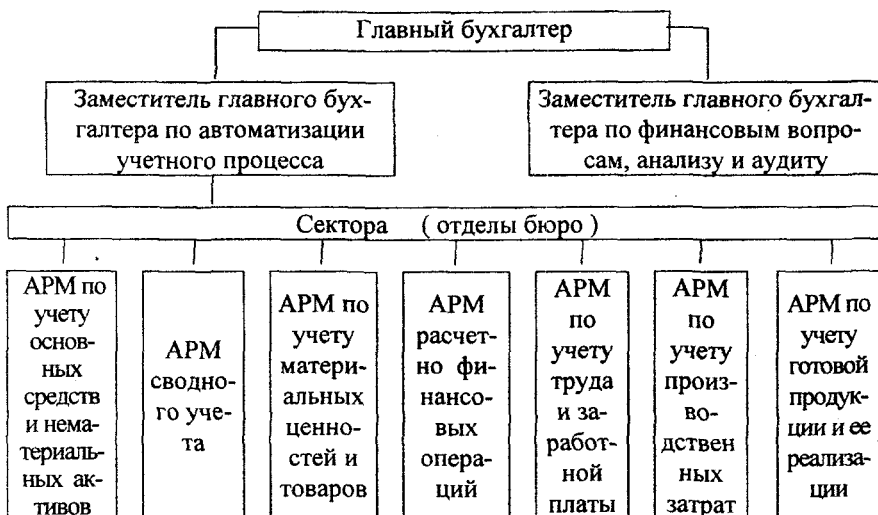 Главный бухгалтер
Заместитель главного бух-
галтера по автоматизации
учетного процесса
Заместитель главного бухгал-
тера по финансовым вопро-
сам, анализу и аудиту
Сектора ( отделы бюро )
АРМ по
учету
основ-
ных
средств
и нема-
териаль-
ных ак-
тивов
АРМ
сводно-
го уче-
та
АРМ по
учету
матери-
альных
ценно-
стей и
товаров
АРМ
расчет-
но фи-
нансо-
вых
опера-
ций
АРМ
по
учету
труда
и за-
работ-
ной
платы
АРМ
по
учету
произ-
во-
дствен
ных
затрат
АРМ по
учету
готовой
продук-
ции и ее
реализа-
ции